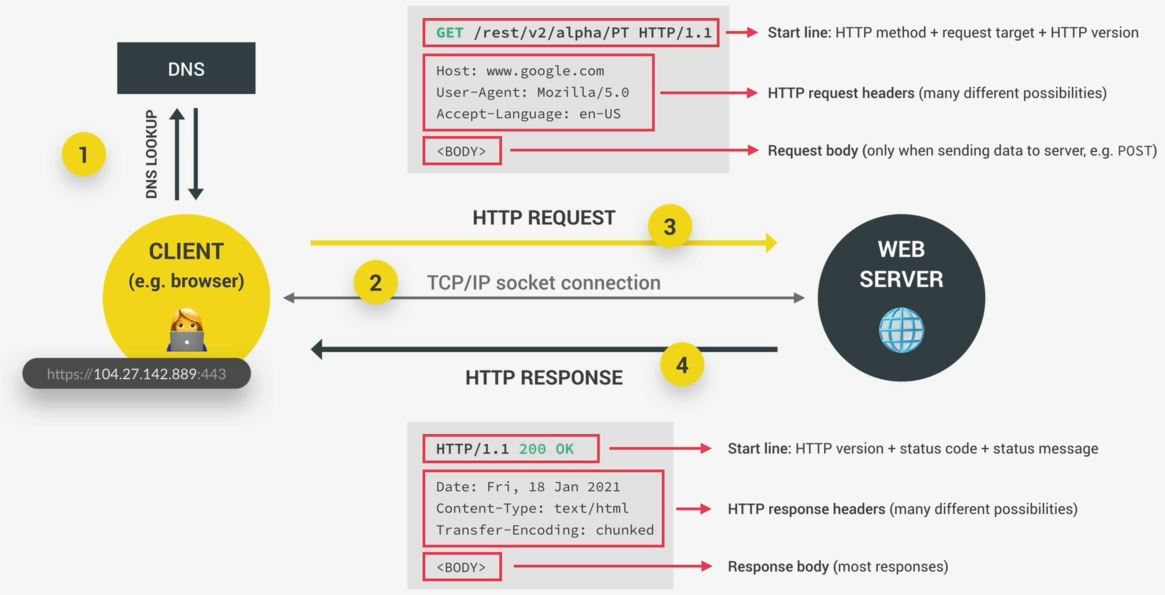 GET /rest/v2/alpha/PT HTTP/1.1
Start line: HTTP method + request target + HTTP version
Host: www.google.com
User-Agent: Mozilla/5.0
Accept-Language: en-US
HTTP request headers (many different possibilities)
<BODY>
Request body (only when sending data to server, e.g. POST)
DNS
1
DNS LOOKUP
CLIENT
(e.g. browser)
https://104.27.142.889:443
HTTP REQUEST
3
2
TCP/IP socket connection
4
HTTP RESPONSE
WEB
SERVER
HTTP/1.1 200 OK
Start line: HTTP version + status code + status message
Date: Fri, 18 Jan 2021
Content-Type: text/html
Transfer-Encoding: chunked
HTTP response headers (many different possibilities)
<BODY>
Response body (most responses)